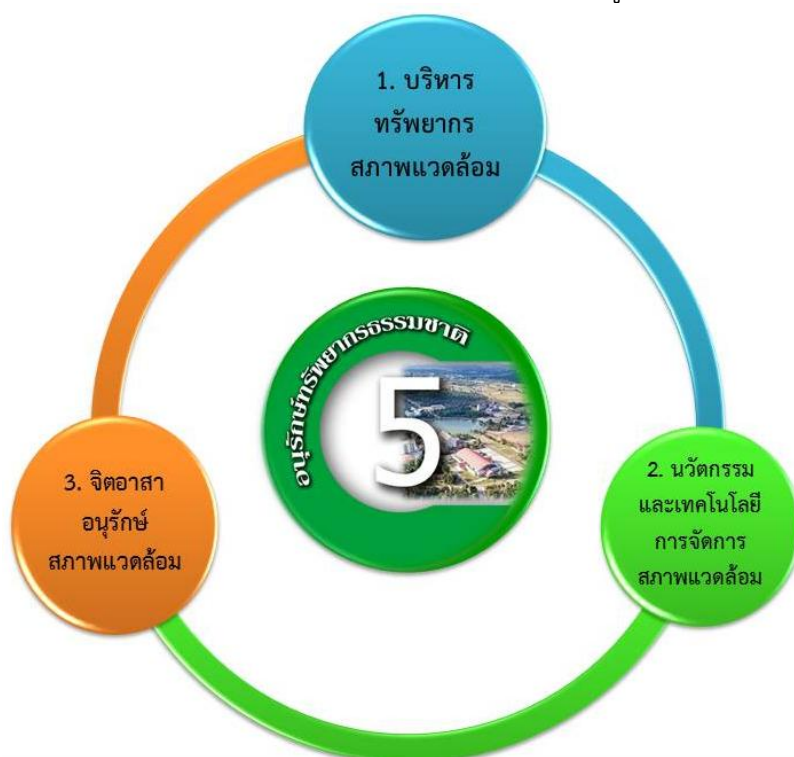 1. บริหาร
ทรัพยากร
สภาพแวดล้อม
อนุรักษ์ทรัพยากรธรรมชาติ
5
3. จิตอาสา
อนุรักษ์
สภาพแวดล้อม
2. นวัตกรรม
และเทคโนโลยี
การจัดการ
สภาพแวดล้อม